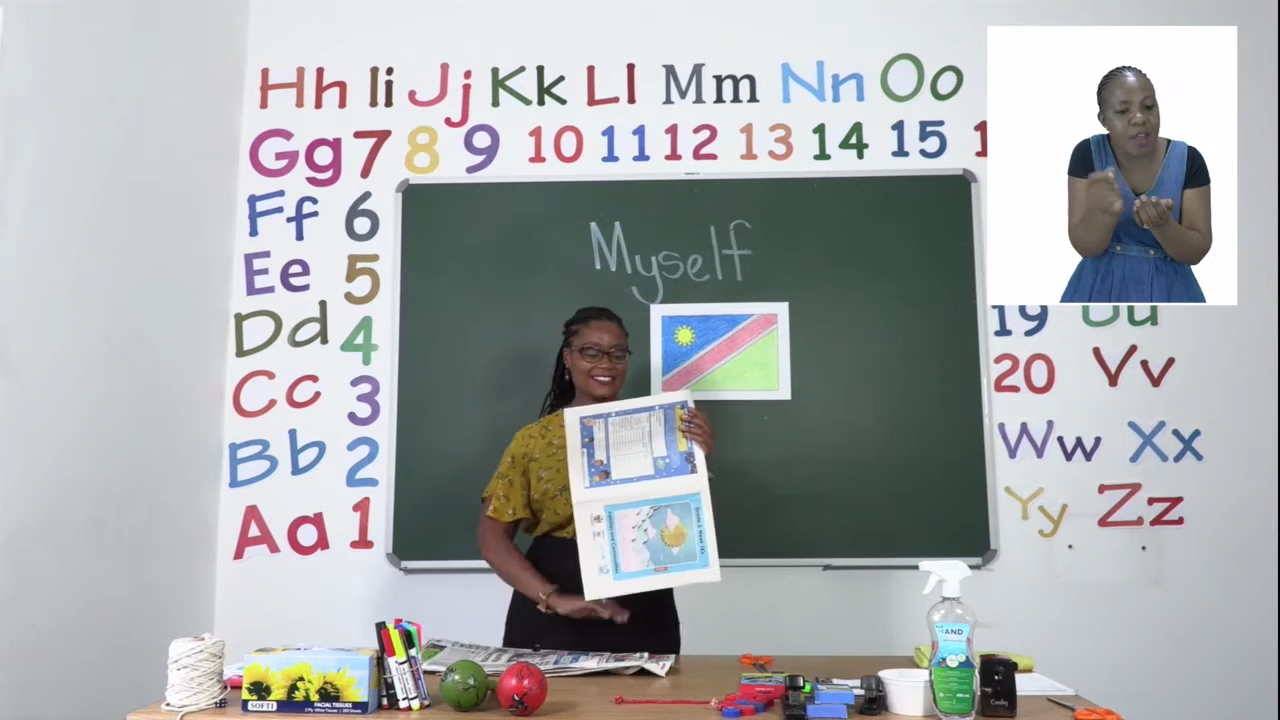 Hh Ii Jj Kk Ll Mm Nn Oo
Gg 7 8 9 10 11 12 13 14 15
Ff 6
Ee 5
Dd 4
Cc 3
Bb 2
Aa 1
Myself
19
20 Vv
Ww Xx
Yy Zz
SOFTI
FACIAL TISSUES
HAND